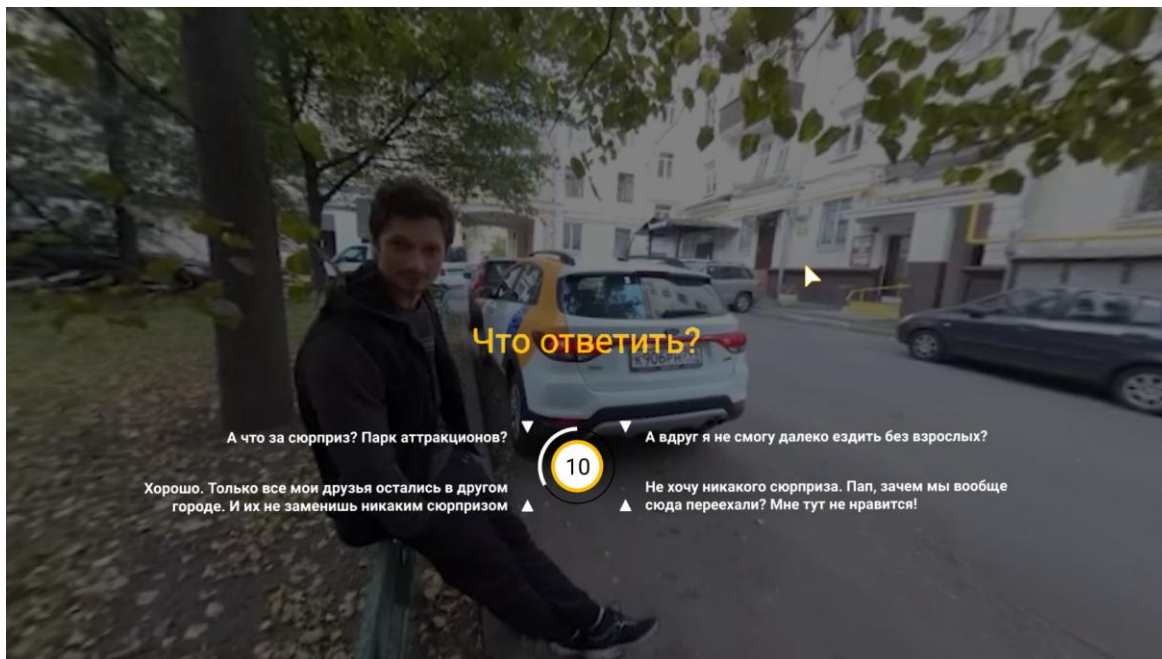 Что ответить?
К906РН
А что за сюрприз? Парк аттракционов?
А вдруг я не смогу далеко ездить без взрослых?
10
Хорошо. Только все мои друзья остались в другом
городе. И их не заменишь никаким сюрпризом
Не хочу никакого сюрприза. Пап, зачем мы вообще
сюда переехали? Мне тут не нравится!